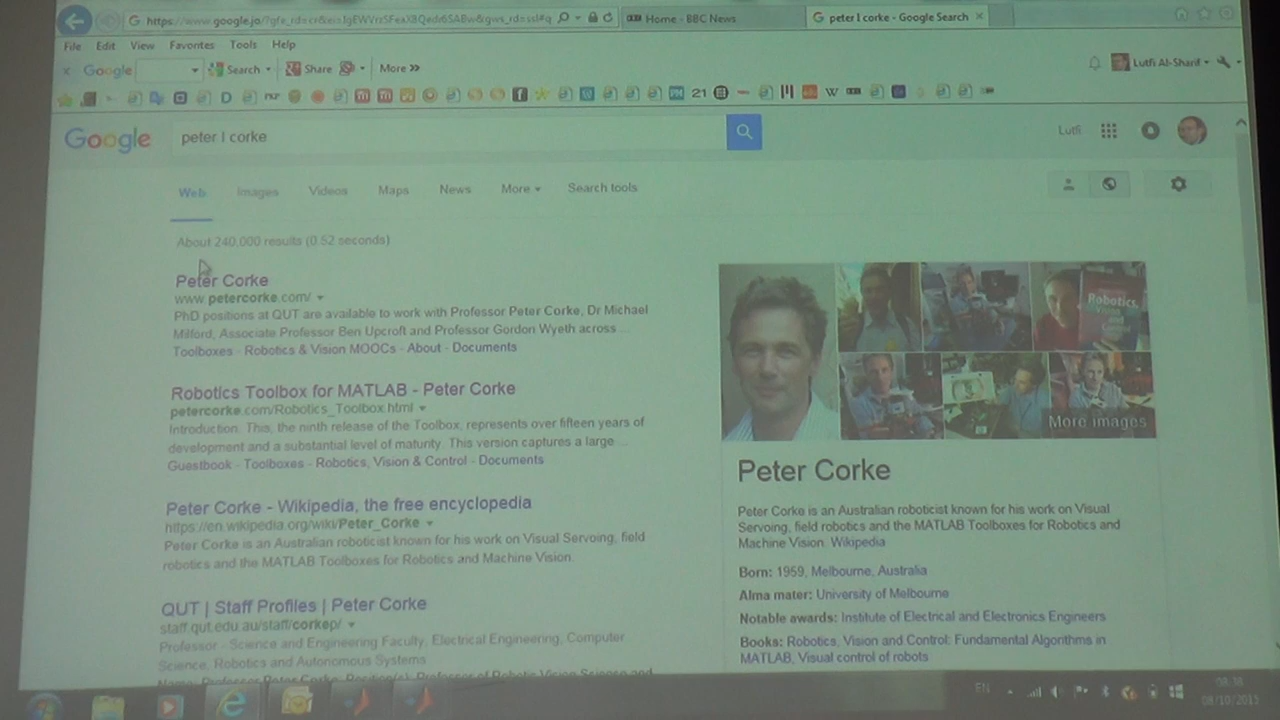 Home - BBC News
peter I corke - Google Search
File Edit View Favorites Tools Help
Google Search Share More »
Lutfi Al-Sharif
21
W
Google
peter I corke
Lutfi
Web Images Videos Maps News More Search tools
About 240,000 results (0.52 seconds)
Peter Corke
www.petercorke.com/
PhD positions at QUT are available to work with Professor Peter Corke, Dr Michael
Milford, Associate Professor Ben Upcroft and Professor Gordon Wyeth across ...
Toolboxes - Robotics & Vision MOOCs - About - Documents
Robotics Toolbox for MATLAB - Peter Corke
petercorke.com/Robotics_Toolbox.html
Introduction. This, the ninth release of the Toolbox, represents over fifteen years of
development and a substantial level of maturity. This version captures a large ...
Guestbook - Toolboxes - Robotics, Vision & Control - Documents
Peter Corke - Wikipedia, the free encyclopedia
https://en.wikipedia.org/wiki/Peter_Corke
Peter Corke is an Australian roboticist known for his work on Visual Servoing, field
robotics and the MATLAB Toolboxes for Robotics and Machine Vision.
QUT | Staff Profiles | Peter Corke
staff.qut.edu.au/staff/corkep/
Professor - Science and Engineering Faculty, Electrical Engineering, Computer
Science, Robotics and Autonomous Systems
Robotics,
Vision
and
Control
More images
Peter Corke
Peter Corke is an Australian roboticist known for his work on Visual
Servoing, field robotics and the MATLAB Toolboxes for Robotics and
Machine Vision. Wikipedia
Born: 1959, Melbourne, Australia
Alma mater: University of Melbourne
Notable awards: Institute of Electrical and Electronics Engineers
Books: Robotics, Vision and Control: Fundamental Algorithms in
MATLAB, Visual control of robots
EN
08:38
08/10/2015